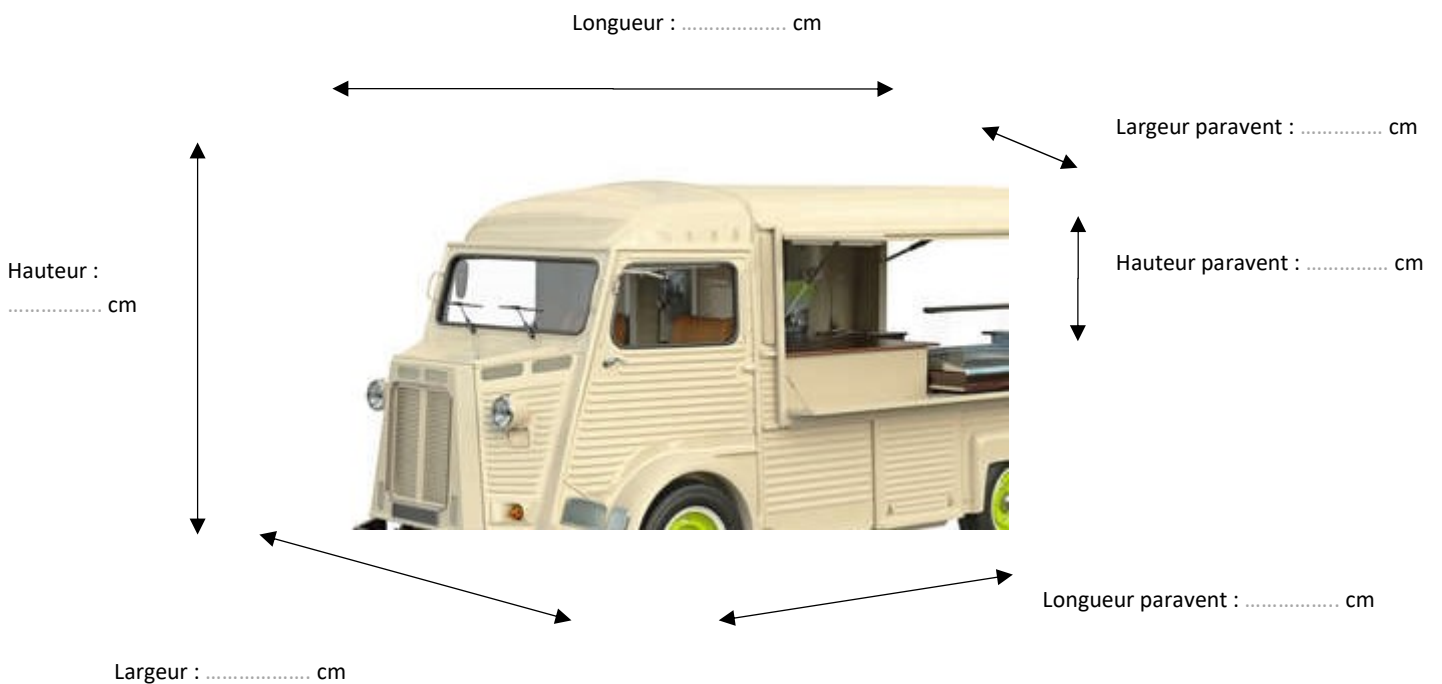 Longueur : .................. cm
Largeur paravent : ............... cm
Hauteur :
................. cm
Hauteur paravent : ............... cm
Longueur paravent : ................. cm
Largeur : ................... cm